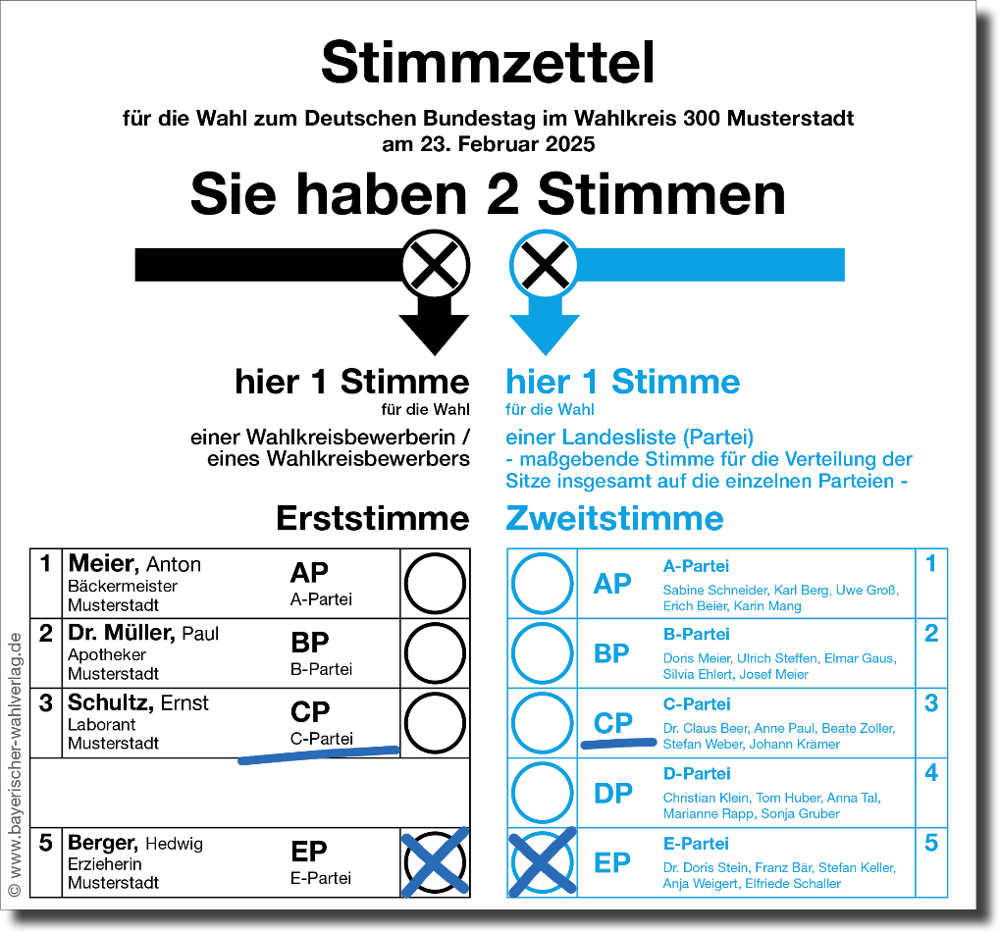 Stimmzettel
für die Wahl zum Deutschen Bundestag im Wahlkreis 300 Musterstadt
am 23. Februar 2025
Sie haben 2 Stimmen
hier 1 Stimme
für die Wahl
einer Wahlkreisbewerberin /
eines Wahlkreisbewerbers
Erststimme
hier 1 Stimme
für die Wahl
einer Landesliste (Partei)
- maßgebende Stimme für die Verteilung der
Sitze insgesamt auf die einzelnen Parteien -
Zweitstimme
1 Meier, Anton
Bäckermeister
Musterstadt
AP
A-Partei
2 Dr. Müller, Paul
Apotheker
Musterstadt
BP
B-Partei
3 Schultz, Ernst
Laborant
Musterstadt
CP
C-Partei
5 Berger, Hedwig
Erzieherin
Musterstadt
EP
E-Partei
AP
A-Partei 1
Sabine Schneider, Karl Berg, Uwe Groß,
Erich Beier, Karin Mang
BP
B-Partei 2
Doris Meier, Ulrich Steffen, Elmar Gaus,
Silvia Ehlert, Josef Meier
CP
C-Partei 3
Dr. Claus Beer, Anne Paul, Beate Zoller,
Stefan Weber, Johann Krämer
DP
D-Partei 4
Christian Klein, Tom Huber, Anna Tal,
Marianne Rapp, Sonja Gruber
EP
E-Partei 5
Dr. Doris Stein, Franz Bär, Stefan Keller,
Anja Weigert, Elfriede Schaller
© www.bayerischer-wahlverlag.de